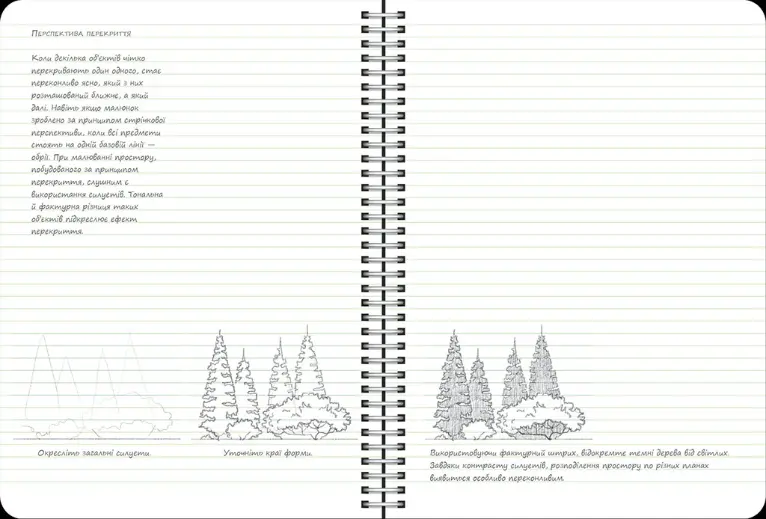 Перспектива перекриття
Коли декілька об'єктів чітко
перекривають один одного, стає
переконливо ясно, який з них
розташований ближче, а який
далі. Навіть якщо малюнок
зроблено за принципом стрічкової
перспективи, коли всі предмети
стоять на одній базовій лінії —
обрії. При малюванні простору,
побудованого за принципом
перекриття, слушним є
використання силуетів. Тональна
й фактурна різниця таких
об'єктів підкреслює ефект
перекриття.
Окресліть загальні силуети.
Уточніть краї форми.
Використовуючи фактурний штрих, відокремте темні дерева від світлих.
Завдяки контрасту силуетів, розподілення простору по різних планах
виявиться особливо переконливим.